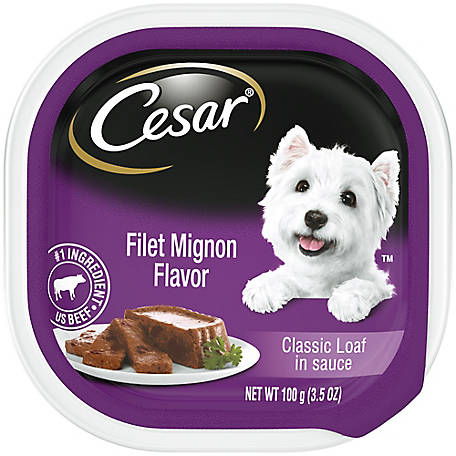 Cesar®
Filet Mignon
Flavor
#1 INGREDIENT
US BEEF
™
Classic Loaf
in sauce
NET WT 100 g (3.5 OZ)